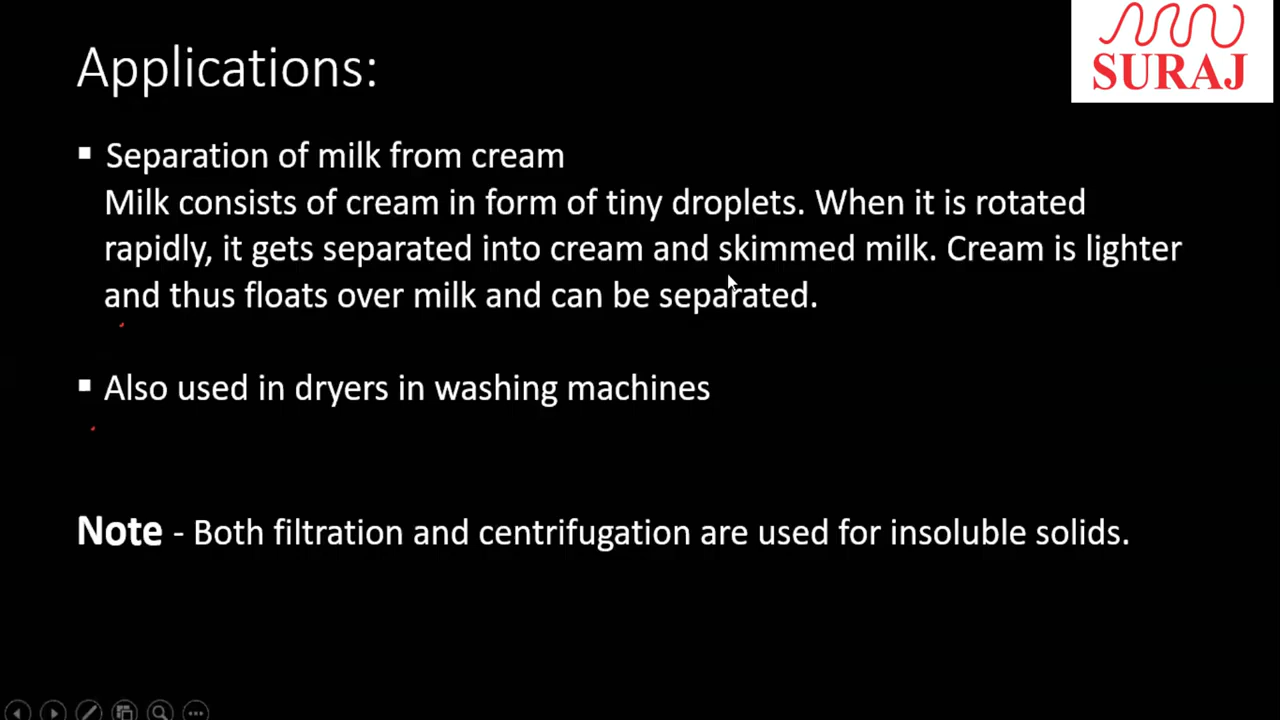 SURAJ
Applications:
▪ Separation of milk from cream
Milk consists of cream in form of tiny droplets. When it is rotated
rapidly, it gets separated into cream and skimmed milk. Cream is lighter
and thus floats over milk and can be separated.
▪ Also used in dryers in washing machines
Note - Both filtration and centrifugation are used for insoluble solids.